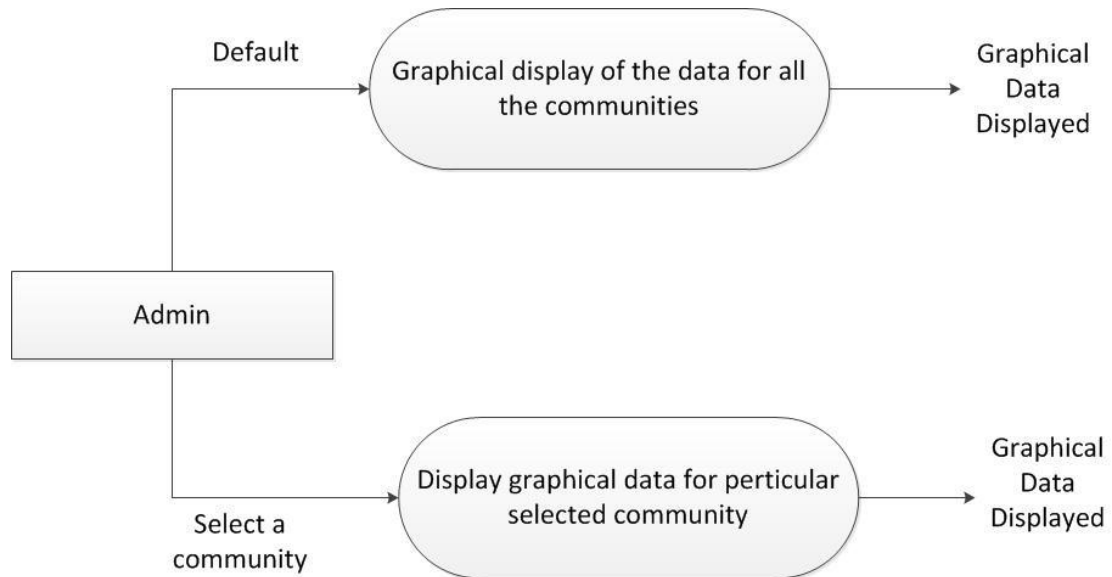 Default
Graphical display of the data for all
the communities
Graphical
Data
Displayed
Admin
Select a
community
Display graphical data for perticular
selected community
Graphical
Data
Displayed